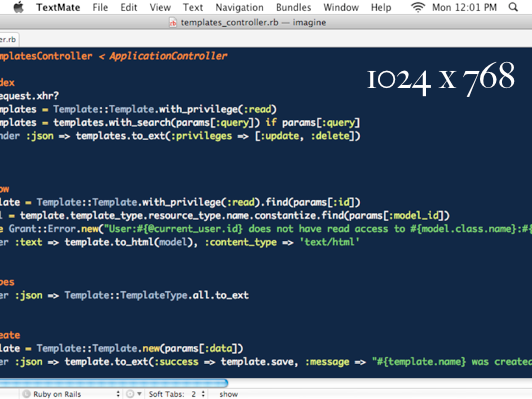 TextMate File Edit View Text Navigation Bundles Window Help Mon 12:01 PM
templates_controller.rb — imagine
er.rb
mplatesController < ApplicationController
1024 x 768
dex
equest.xhr?
mplates = Template::Template.with_privilege(:read)
mplates = templates.with_search(params[:query]) if params[:query]
nder :json => templates.to_ext(:privileges => [:update, :delete])
ow
late = Template::Template.with_privilege(:read).find(params[:id])
l = template.template_type.resource_type.name.constantize.find(params[:model_id])
e Grant::Error.new("User:#{@current_user.id} does not have read access to #{model.class.name}:#{
er :text => template.to_html(model), :content_type => 'text/html'
pes
er :json => Template::TemplateType.all.to_ext
eate
late = Template::Template.new(params[:data])
er :json => template.to_ext(:success => template.save, :message => "#{template.name} was created
Ruby on Rails Soft Tabs: 2 show